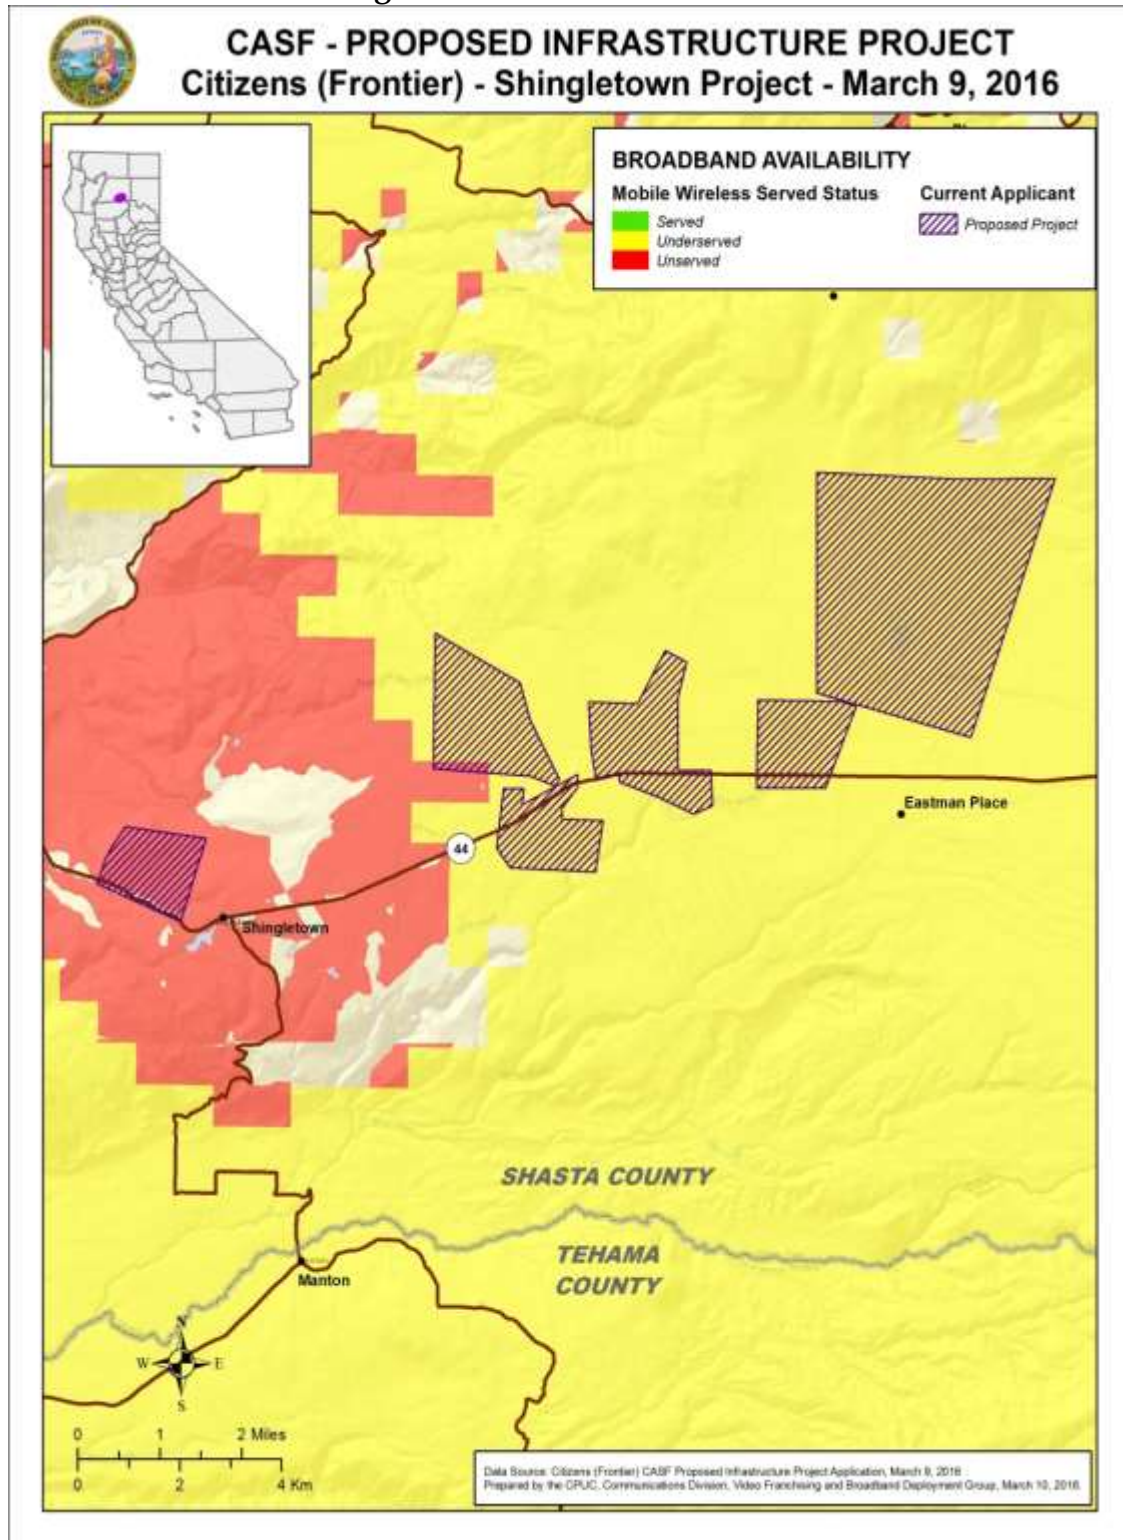 CASF - PROPOSED INFRASTRUCTURE PROJECT
Citizens (Frontier) - Shingletown Project - March 9, 2016
BROADBAND AVAILABILITY
Mobile Wireless Served Status
Served
Underserved
Unserved
Current Applicant
Proposed Project
Eastman Place
44
Shingletown
SHASTA COUNTY
TEHAMA
COUNTY
Manton
N
W E
S
0 1 2 Miles
0 2 4 Km
Data Source: Citizens (Frontier) CASF Proposed Infrastructure Project Application, March 9, 2016
Prepared by the CPUC, Communications Division, Video Franchising and Broadband Deployment Group, March 10, 2016.